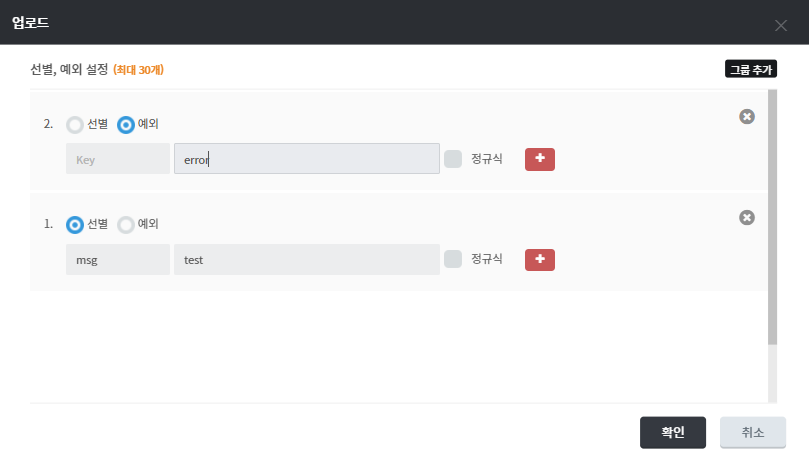 업로드
선별, 예외 설정 (최대 30개) 그룹 추가
2. 선별 예외
Key error 정규식
1. 선별 예외
msg test 정규식
확인 취소